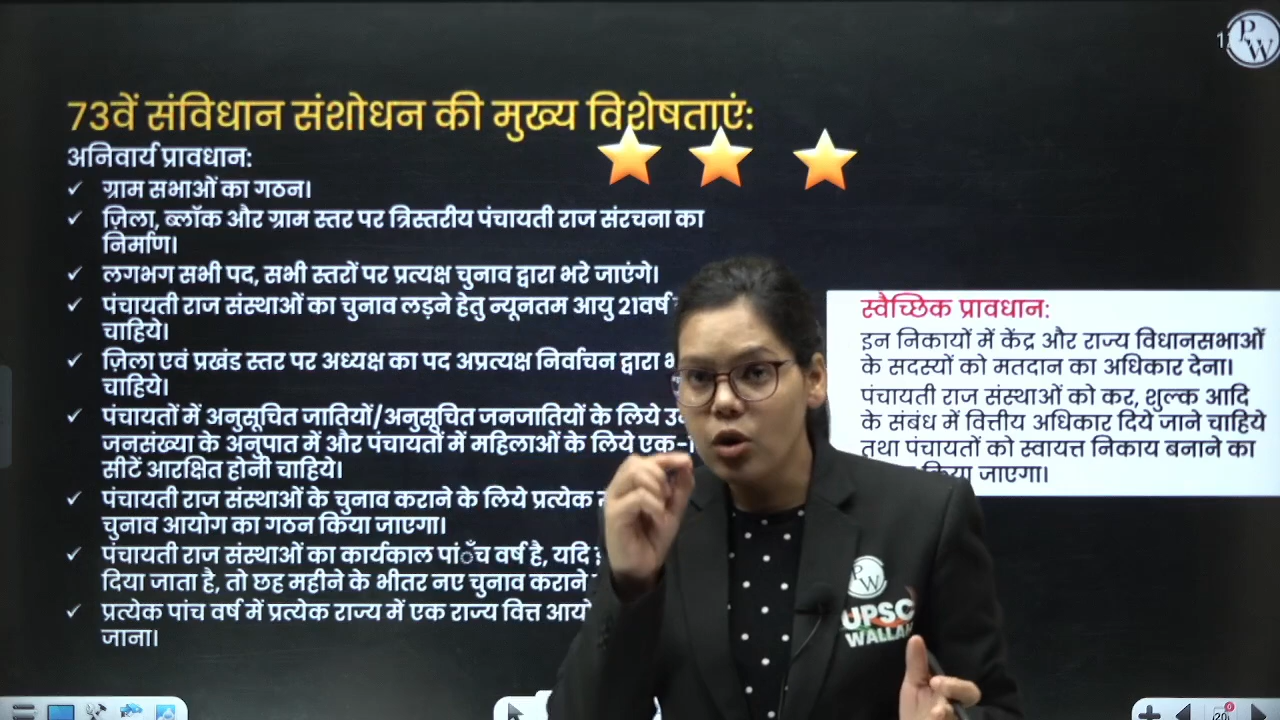 73वें संविधान संशोधन की मुख्य विशेषताएं:
अनिवार्य प्रावधान:
✓ ग्राम सभाओं का गठन।
✓ ज़िला, ब्लॉक और ग्राम स्तर पर त्रिस्तरीय पंचायती राज संरचना का
निर्माण।
✓ लगभग सभी पद, सभी स्तरों पर प्रत्यक्ष चुनाव द्वारा भरे जाएंगे।
✓ पंचायती राज संस्थाओं का चुनाव लड़ने हेतु न्यूनतम आयु 21वर्ष
चाहिये।
✓ ज़िला एवं प्रखंड स्तर पर अध्यक्ष का पद अप्रत्यक्ष निर्वाचन द्वारा
चाहिये।
✓ पंचायतों में अनुसूचित जातियों/अनुसूचित जनजातियों के लिये
जनसंख्या के अनुपात में और पंचायतों में महिलाओं के लिये एक-
सीटें आरक्षित होनी चाहिये।
✓ पंचायती राज संस्थाओं के चुनाव कराने के लिये प्रत्येक
चुनाव आयोग का गठन किया जाएगा।
✓ पंचायती राज संस्थाओं का कार्यकाल पांँच वर्ष है, यदि
दिया जाता है, तो छह महीने के भीतर नए चुनाव कराने
✓ प्रत्येक पांच वर्ष में प्रत्येक राज्य में एक राज्य वित्त
जाना।
स्वैच्छिक प्रावधान:
इन निकायों में केंद्र और राज्य विधानसभाओं
के सदस्यों को मतदान का अधिकार देना।
पंचायती राज संस्थाओं को कर, शुल्क आदि
के संबंध में वित्तीय अधिकार दिये जाने चाहिये
तथा पंचायतों को स्वायत्त निकाय बनाने का
किया जाएगा।
PW
PW
UPSC
WALLAH
20